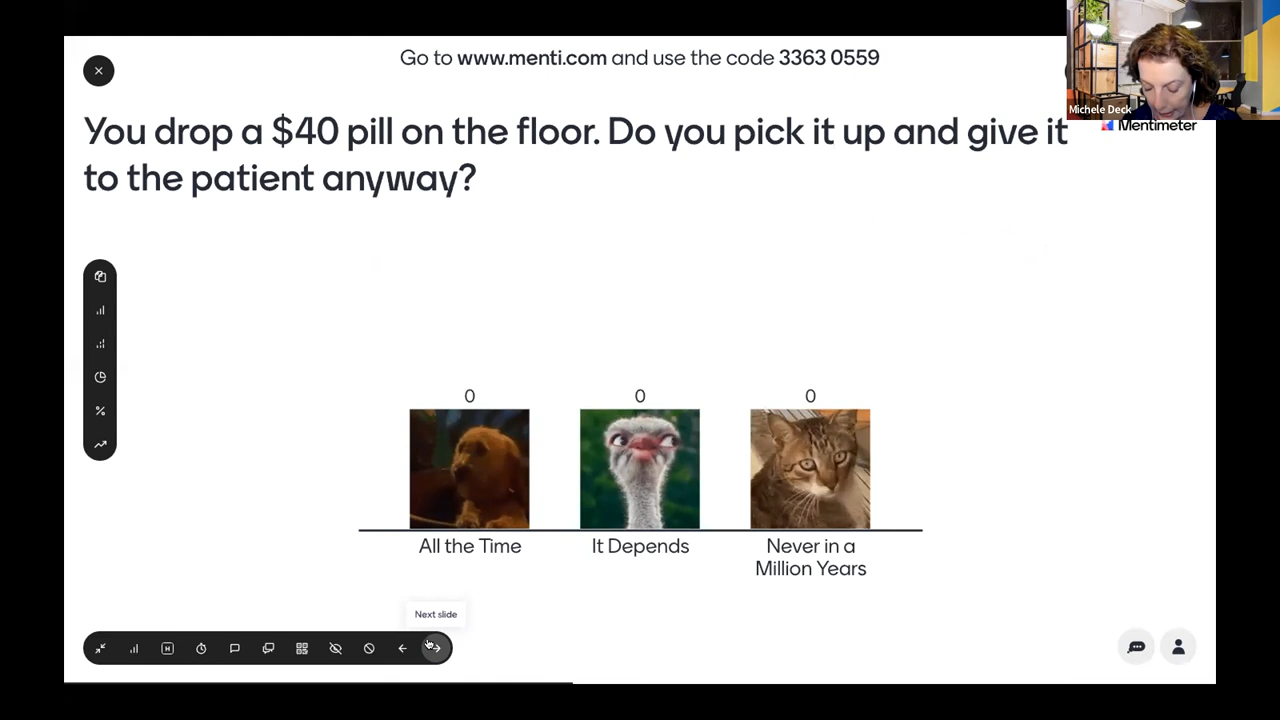 Go to www.menti.com and use the code 3363 0559
Michele Deck
Mentimeter
You drop a $40 pill on the floor. Do you pick it up and give it
to the patient anyway?
%
0
0
0
All the Time
It Depends
Never in a
Million Years
Next slide
H